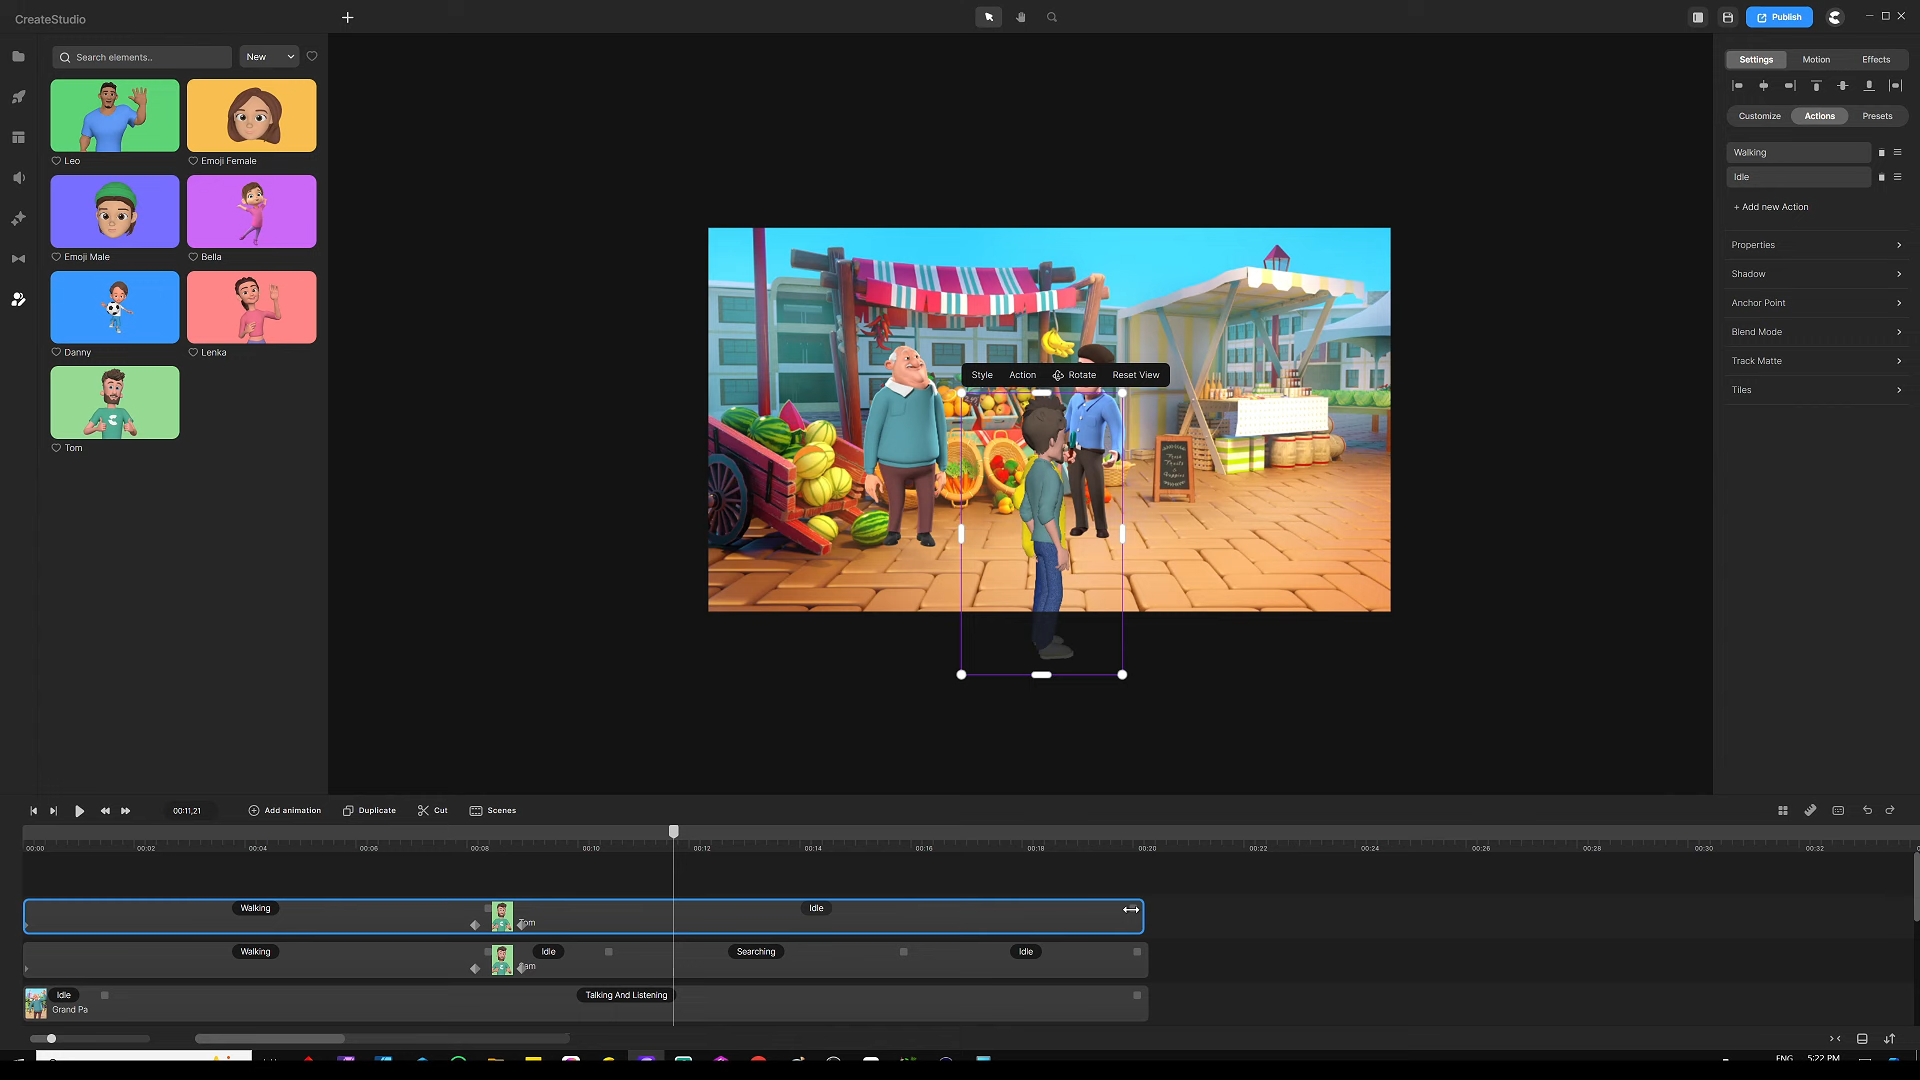 CreateStudio
Publish
Search elements..
New
Settings
Motion
Effects
Customize
Actions
Presets
Leo
Emoji Female
Walking
Idle
+ Add new Action
Properties
Shadow
Anchor Point
Blend Mode
Track Matte
Tiles
Emoji Male
Bella
Danny
Lenka
Tom
Style
Action
Rotate
Reset View
00:11,21
Add animation
Duplicate
Cut
Scenes
00:00
00:02
00:04
00:06
00:08
00:10
00:12
00:14
00:16
00:18
00:20
00:22
00:24
00:26
00:28
00:30
00:32
Walking
Idle
Tom
Walking
Idle
Searching
Idle
Idle
Talking And Listening
Grand Pa
ENG
5:22 PM